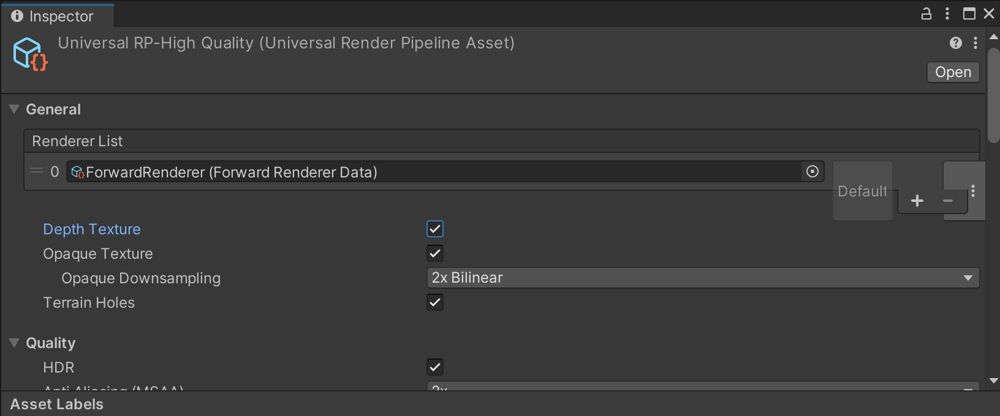 Inspector
Universal RP-High Quality (Universal Render Pipeline Asset)
Open
General
Renderer List
0 ForwardRenderer (Forward Renderer Data)
Default
Depth Texture
Opaque Texture
Opaque Downsampling 2x Bilinear
Terrain Holes
Quality
HDR
Anti Aliasing (MSAA) 2x
Asset Labels